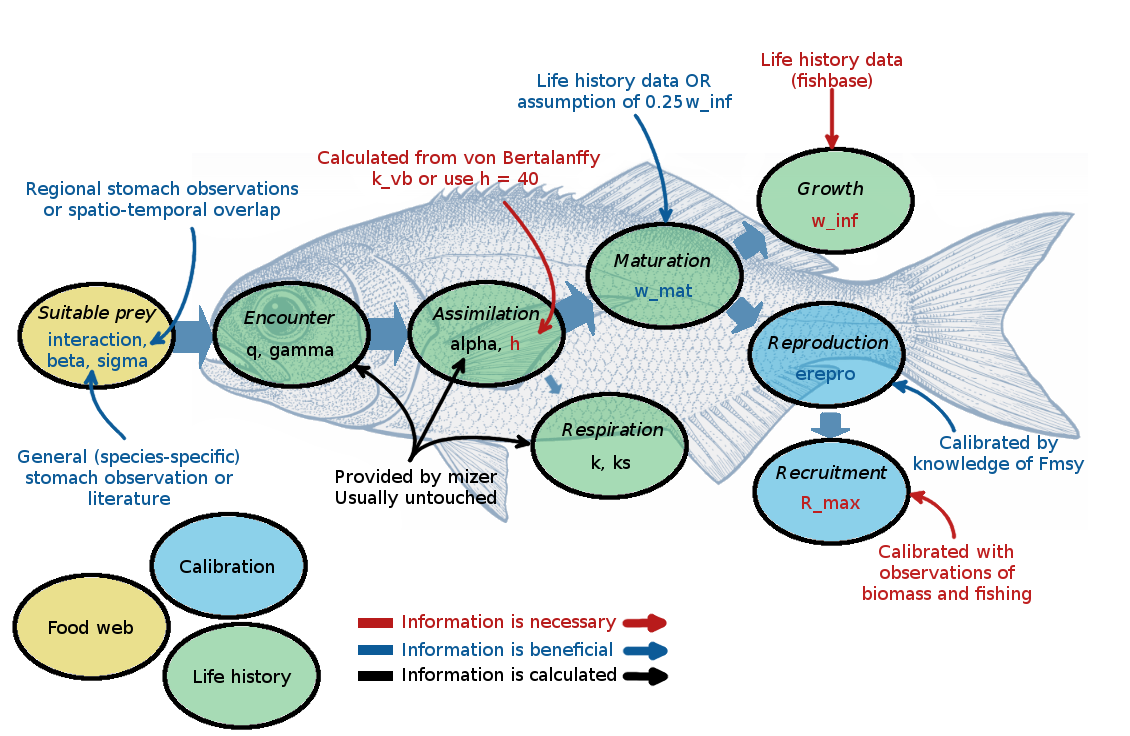 Life history data
(fishbase)
Life history data OR
assumption of 0.25w_inf
Calculated from von Bertalanffy
k_vb or use h = 40
Regional stomach observations
or spatio-temporal overlap
Growth
w_inf
Maturation
w_mat
Suitable prey
interaction,
beta, sigma
Encounter
q, gamma
Assimilation
alpha, h
Reproduction
erepro
Respiration
k, ks
Calibrated by
knowledge of Fmsy
General (species-specific)
stomach observation or
literature
Provided by mizer
Usually untouched
Recruitment
R_max
Calibrated with
observations of
biomass and fishing
Calibration
Food web
Life history
Information is necessary
Information is beneficial
Information is calculated